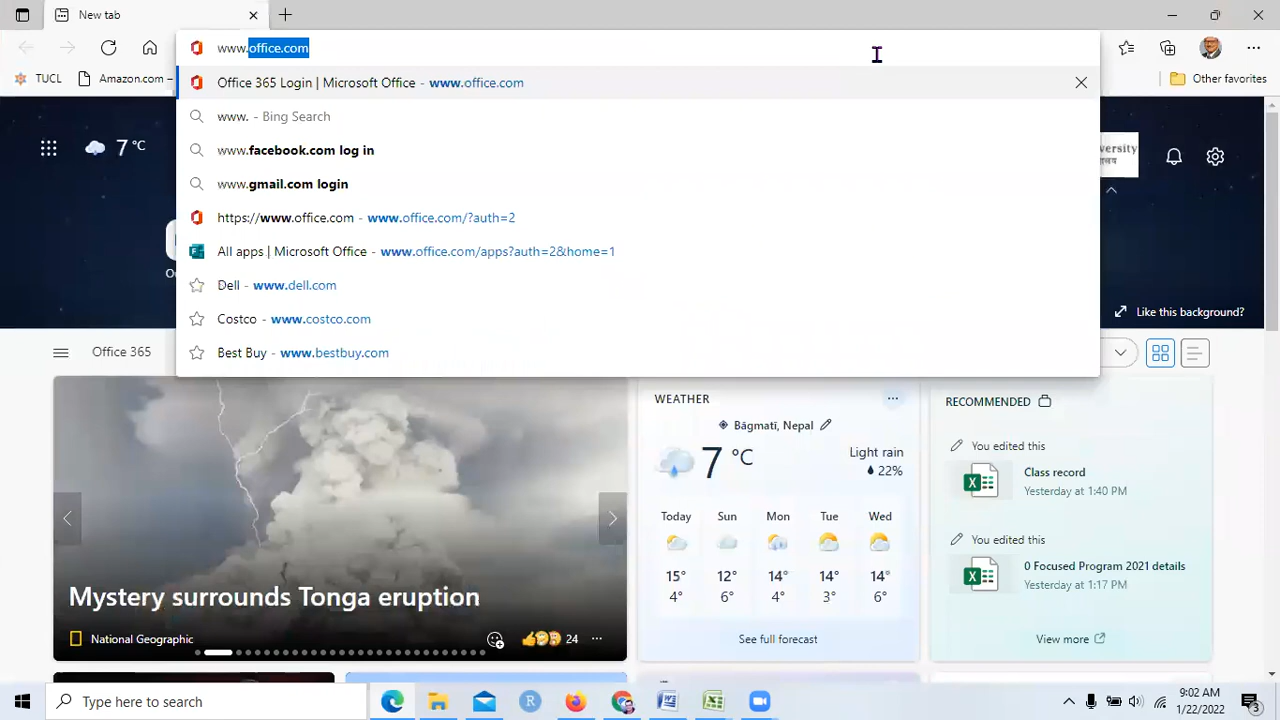 New tab
www.office.com
TUCL
Amazon.com –
Other favorites
Office 365 Login | Microsoft Office - www.office.com
www. - Bing Search
www.facebook.com log in
www.gmail.com login
https://www.office.com - www.office.com/?auth=2
All apps | Microsoft Office - www.office.com/apps?auth=2&home=1
Dell - www.dell.com
Costco - www.costco.com
Best Buy - www.bestbuy.com
7 °C
Like this background?
Office 365
WEATHER
Bāgmatī, Nepal
7 °C
Light rain
22%
Today Sun Mon Tue Wed
15° 12° 14° 14° 14°
4° 6° 4° 3° 6°
See full forecast
RECOMMENDED
You edited this
Class record
Yesterday at 1:40 PM
You edited this
0 Focused Program 2021 details
Yesterday at 1:17 PM
View more
Mystery surrounds Tonga eruption
National Geographic
24
Type here to search
9:02 AM
1/22/2022
3